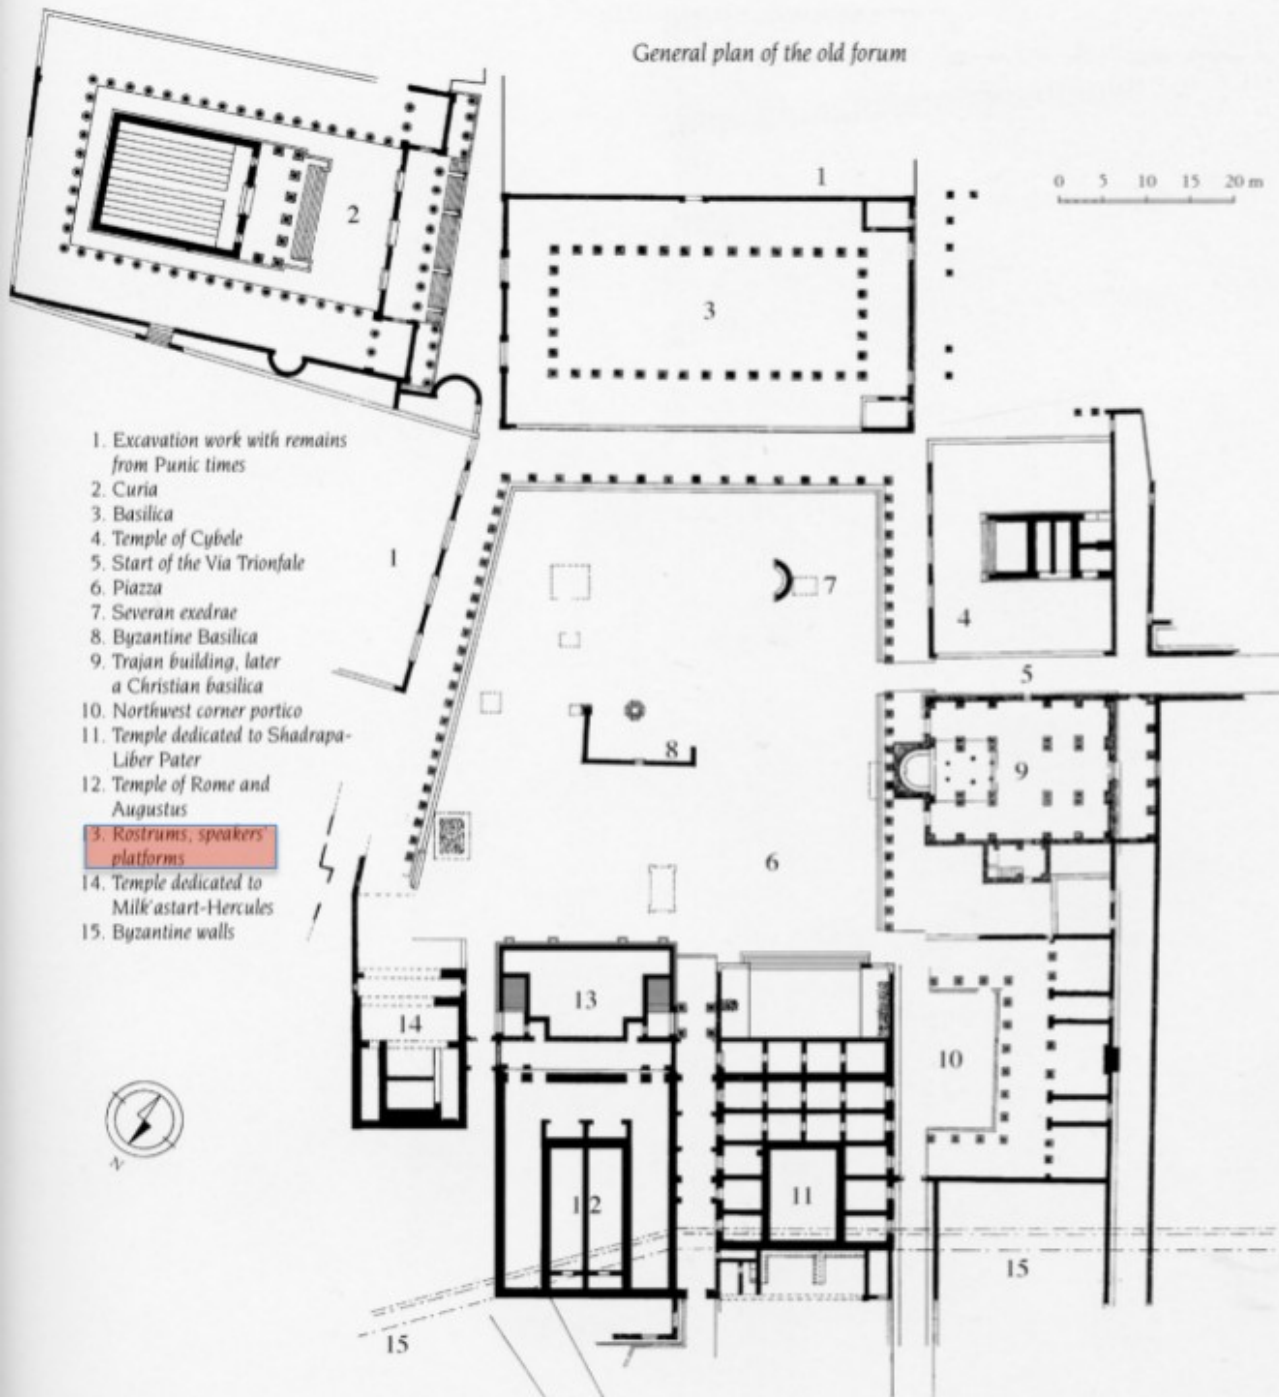 General plan of the old forum
0 5 10 15 20 m
1
2
3
1. Excavation work with remains
from Punic times
2. Curia
3. Basilica
4. Temple of Cybele
5. Start of the Via Trionfale
6. Piazza
7. Severan exedrae
8. Byzantine Basilica
9. Trajan building, later
a Christian basilica
10. Northwest corner portico
11. Temple dedicated to Shadrapa-
Liber Pater
12. Temple of Rome and
Augustus
13. Rostrums, speakers'
platforms
14. Temple dedicated to
Milk'astart-Hercules
15. Byzantine walls
1
7
4
5
8
9
6
13
14
10
12
11
15
15
N